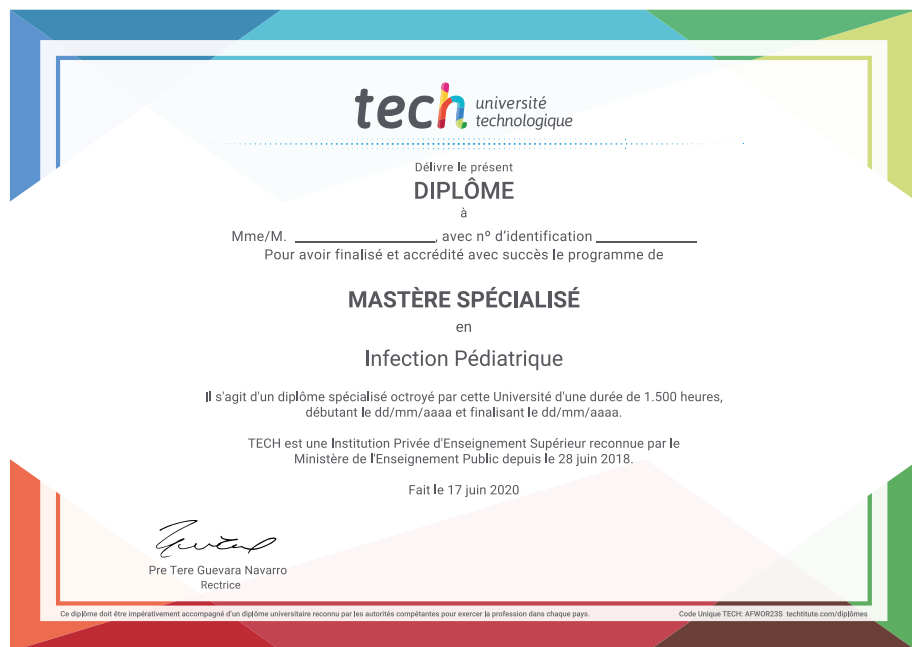 tech université
technologique
Délivre le présent
DIPLÔME
à
Mme/M. ____________, avec nº d'identification ____________
Pour avoir finalisé et accrédité avec succès le programme de
MASTÈRE SPÉCIALISÉ
en
Infection Pédiatrique
Il s'agit d'un diplôme spécialisé octroyé par cette Université d'une durée de 1.500 heures,
débutant le dd/mm/aaaa et finalisant le dd/mm/aaaa.
TECH est une Institution Privée d'Enseignement Supérieur reconnue par le
Ministère de l'Enseignement Public depuis le 28 juin 2018.
Fait le 17 juin 2020
Pre Tere Guevara Navarro
Rectrice
Ce diplôme doit être impérativement accompagné d'un diplôme universitaire reconnu par les autorités compétantes pour exercer la profession dans chaque pays.
Code Unique TECH: AFWOR23S techtitute.com/diplômes